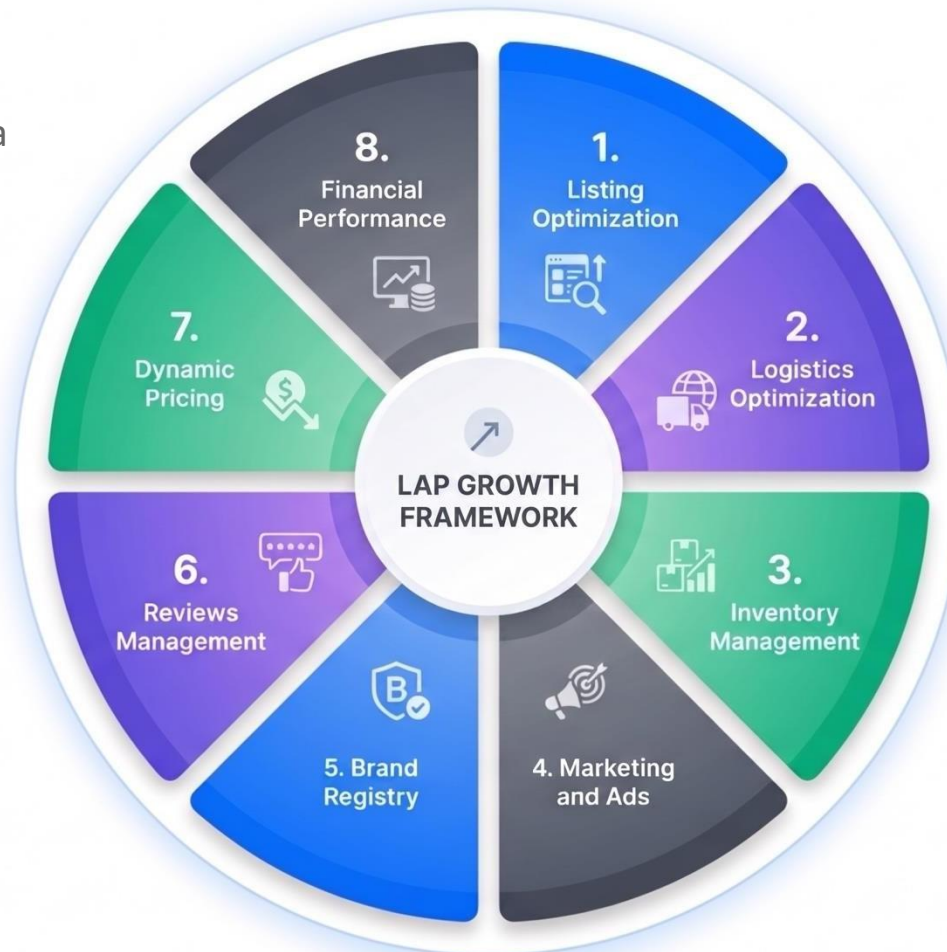 a
8.
Financial
Performance
1.
Listing
Optimization
2.
Logistics
Optimization
3.
Inventory
Management
4. Marketing
and Ads
5. Brand
Registry
B
6.
Reviews
Management
7.
Dynamic
Pricing
$
LAP GROWTH
FRAMEWORK